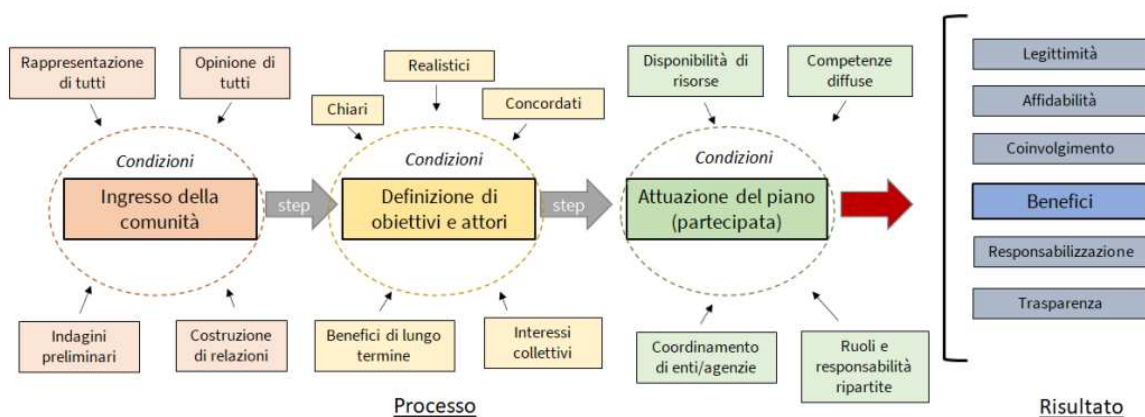 Rappresentazione
di tutti
Opinione di
tutti
Condizioni
Ingresso della
comunità
Indagini
preliminari
Costruzione
di relazioni
step
Realistici
Chiari
Concordati
Condizioni
Definizione di
obiettivi e attori
Benefici di lungo
termine
Interessi
collettivi
step
Disponibilità di
risorse
Competenze
diffuse
Condizioni
Attuazione del piano
(partecipata)
Coordinamento
di enti/agenzie
Ruoli e
responsabilità
ripartite
Processo
Legittimità
Affidabilità
Coinvolgimento
Benefici
Responsabilizzazione
Trasparenza
Risultato